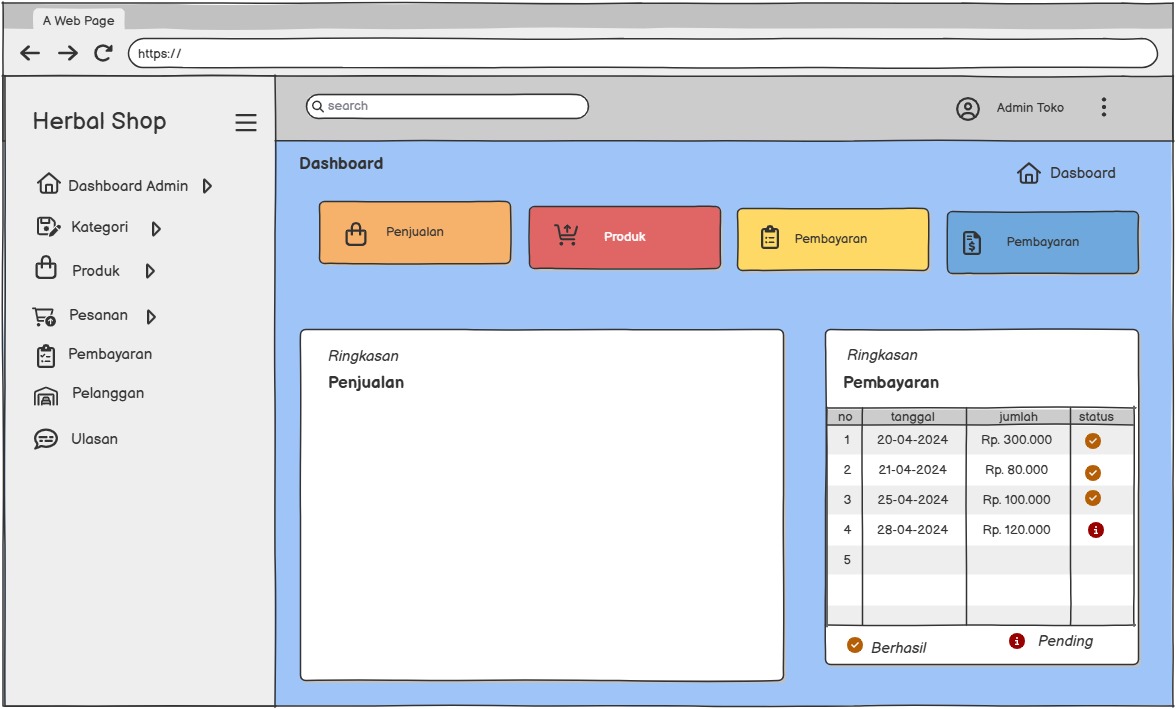 A Web Page
https://
Herbal Shop
search
Admin Toko
Dashboard Admin
Kategori
Produk
Pesanan
Pembayaran
Pelanggan
Ulasan
Dashboard
Dasboard
Penjualan
Produk
Pembayaran
Pembayaran
Ringkasan
Penjualan
Ringkasan
Pembayaran
no tanggal jumlah status
1 20-04-2024 Rp. 300.000
2 21-04-2024 Rp. 80.000
3 25-04-2024 Rp. 100.000
4 28-04-2024 Rp. 120.000
5
Berhasil
Pending